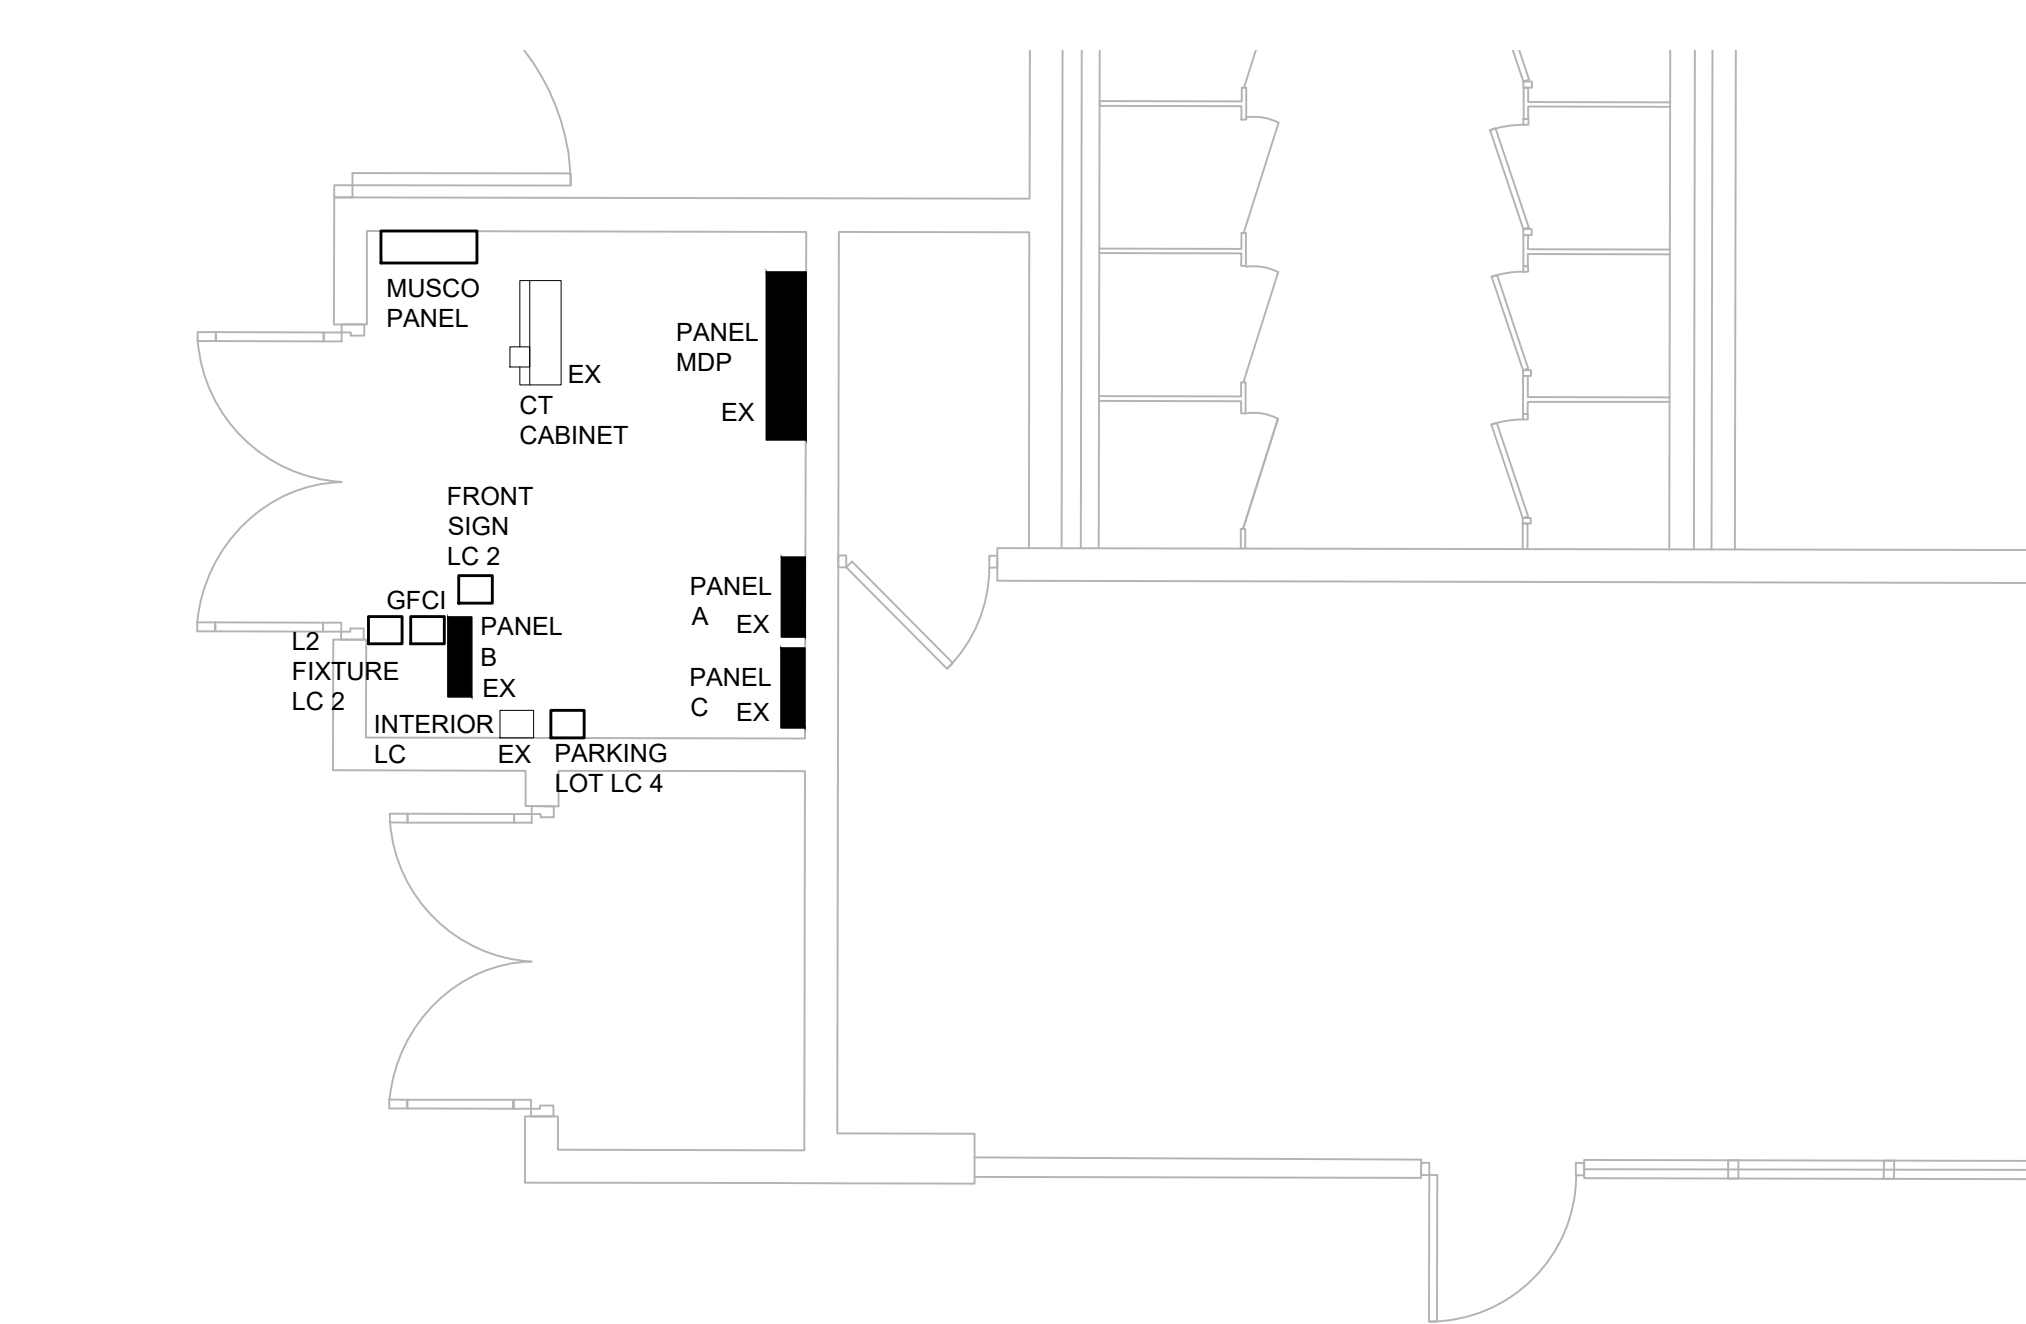 MUSCO
PANEL
EX
CT
CABINET
PANEL
MDP
EX
FRONT
SIGN
LC 2
GFCI
L2
FIXTURE
LC 2
PANEL
B
EX
PANEL
A
EX
PANEL
C
EX
INTERIOR
LC
EX
PARKING
LOT LC 4